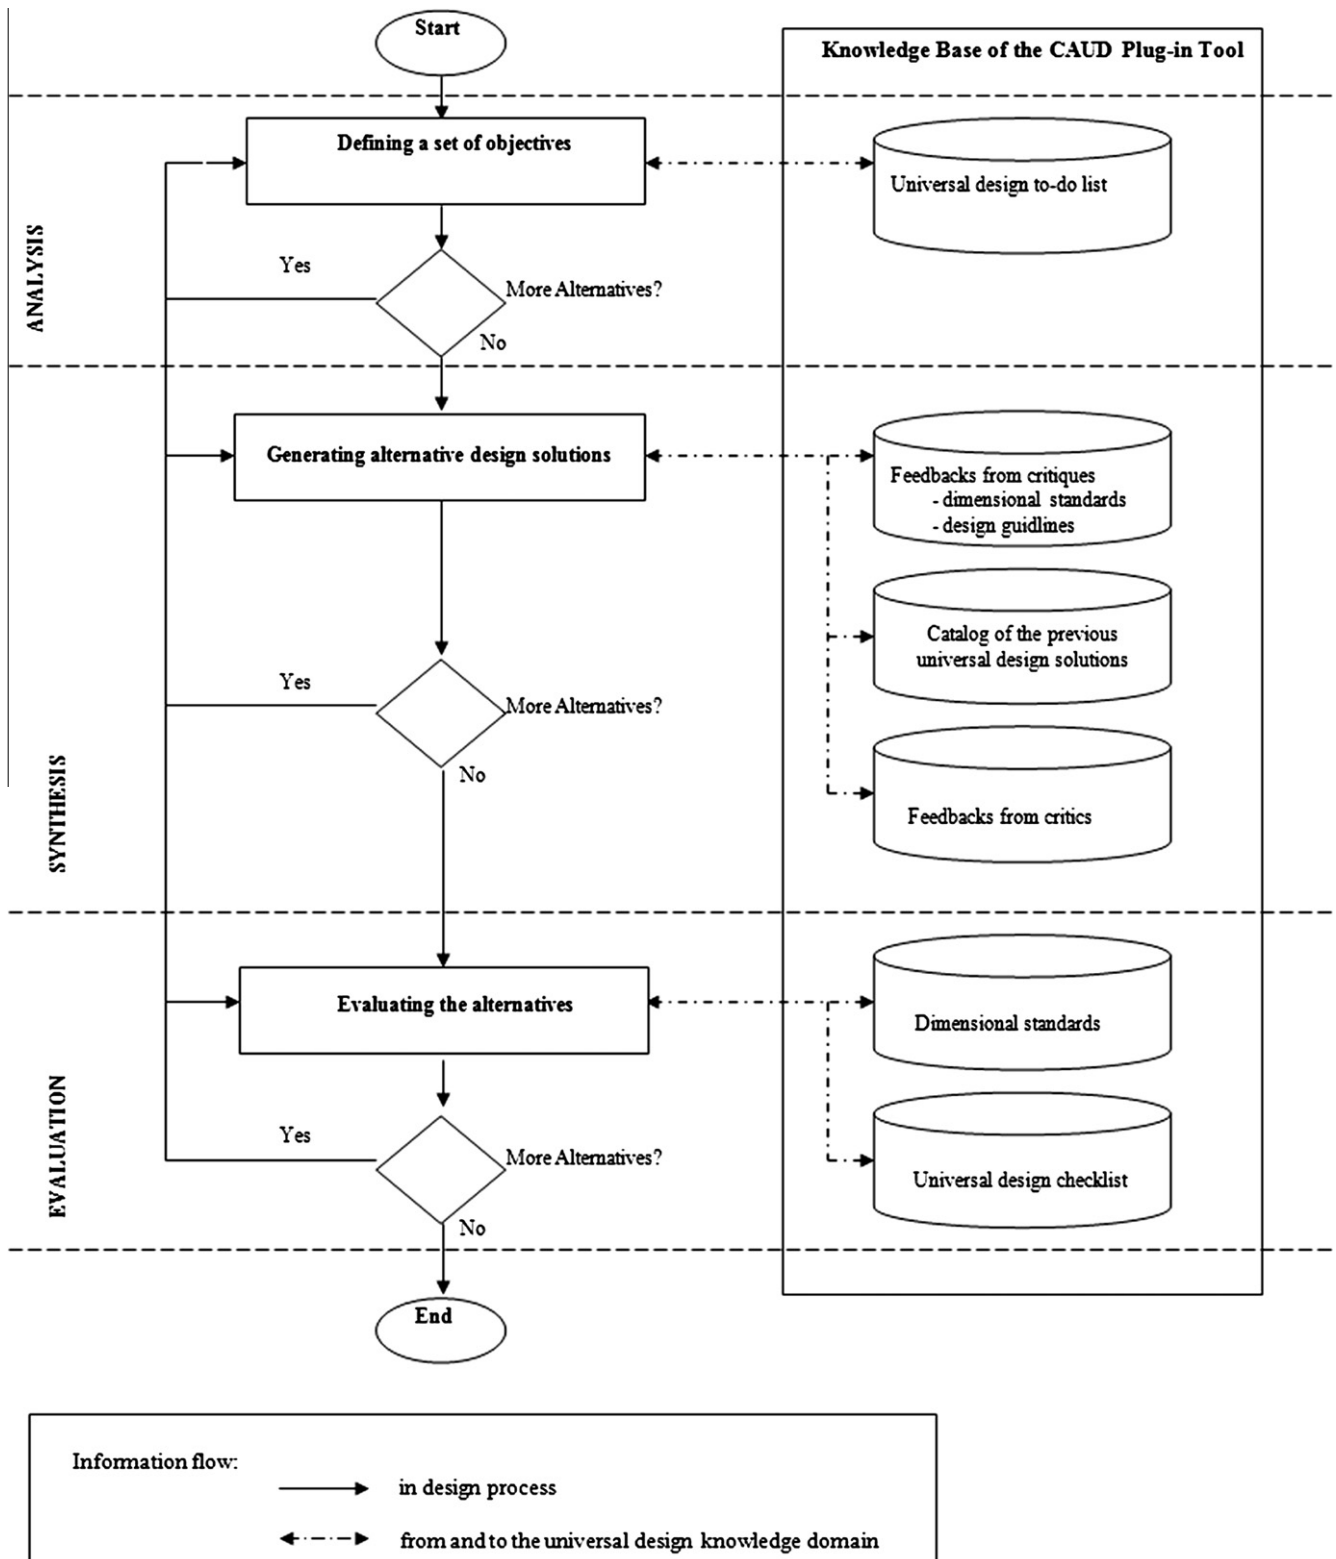 Start
Knowledge Base of the CAUD Plug-in Tool
ANALYSIS
Defining a set of objectives
Universal design to-do list
Yes
More Alternatives?
No
SYNTHESIS
Generating alternative design solutions
Feedbacks from critiques
- dimensional standards
- design guidlines
Catalog of the previous
universal design solutions
Yes
More Alternatives?
No
Feedbacks from critics
EVALUATION
Evaluating the alternatives
Dimensional standards
Yes
More Alternatives?
No
Universal design checklist
End
Information flow:
in design process
from and to the universal design knowledge domain